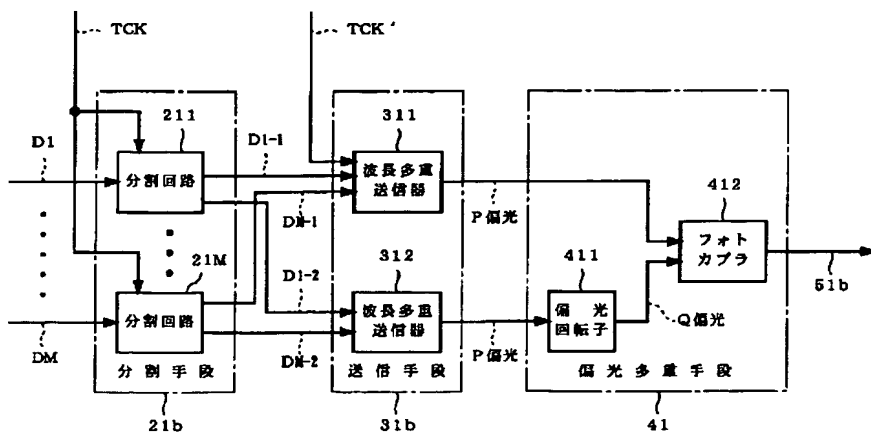 TCK
TCK'
211
D1
D1-1
分割回路
DM-1
311
波長多重
送信器
P偏光
412
フォト
カプラ
51b
21M
D1-2
312
411
DM
分割回路
DM-2
波長多重
送信器
P偏光
偏光
回転子
Q偏光
分割手段
送信手段
偏光多重手段
21b
31b
41